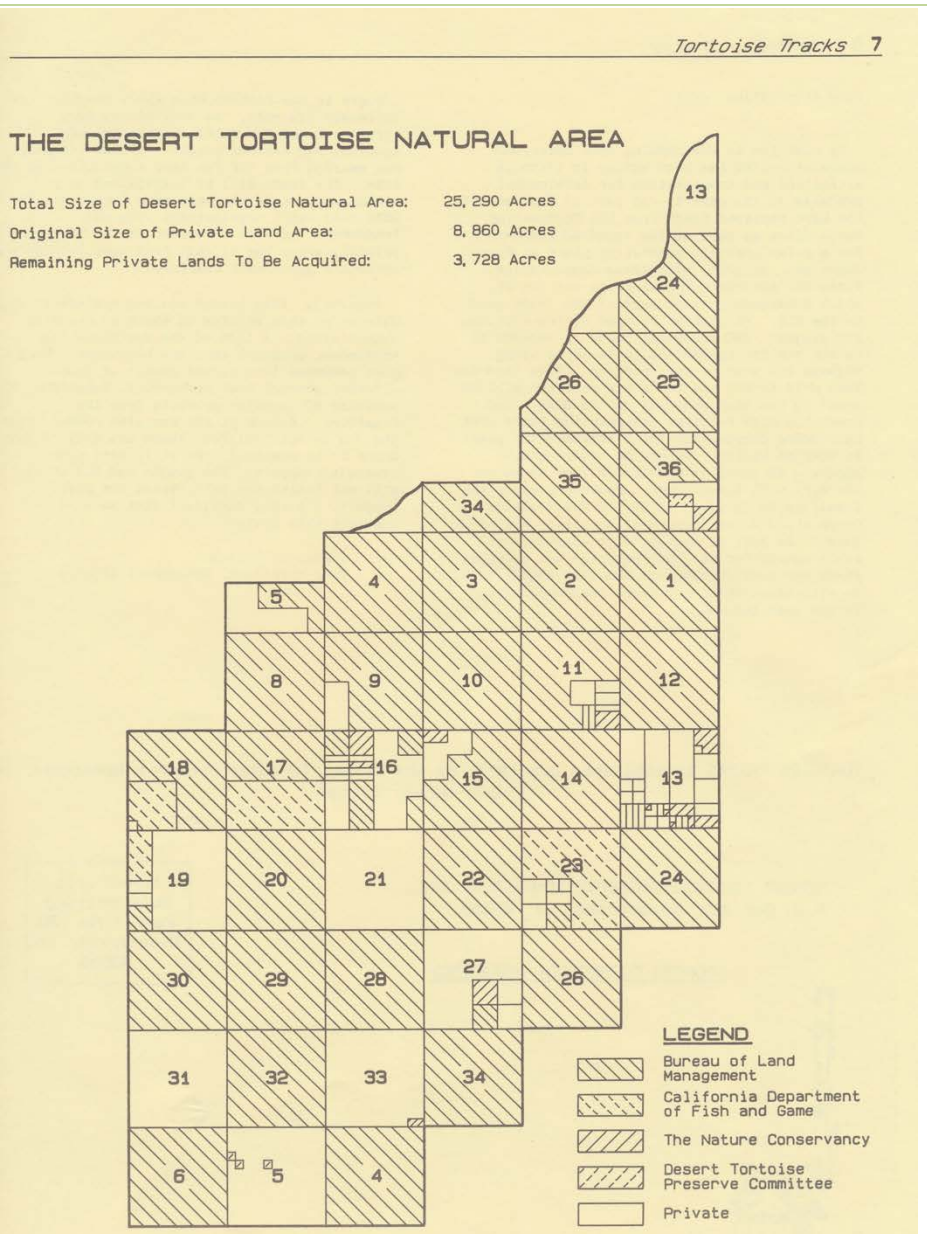 Tortoise Tracks 7
THE DESERT TORTOISE NATURAL AREA
Total Size of Desert Tortoise Natural Area: 25,290 Acres
Original Size of Private Land Area: 8,860 Acres
Remaining Private Lands To Be Acquired: 3,728 Acres
13
24
26 25
35 36
34
4 3 2 1
5
8 9 10 11 12
18 17 16 15 14 13
19 20 21 22 23 24
30 29 28 27 26
31 32 33 34
6 5 4
LEGEND
Bureau of Land
Management
California Department
of Fish and Game
The Nature Conservancy
Desert Tortoise
Preserve Committee
Private